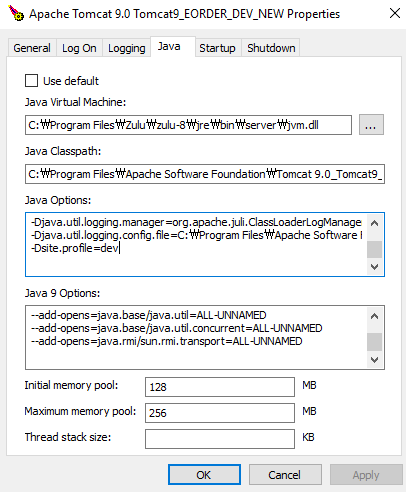 Apache Tomcat 9.0 Tomcat9_EORDER_DEV_NEW Properties
General Log On Logging Java Startup Shutdown
Use default
Java Virtual Machine:
C:₩Program Files₩Zulu₩zulu-8₩jre₩bin₩server₩jvm.dll
...
Java Classpath:
C:₩Program Files₩Apache Software Foundation₩Tomcat 9.0_Tomcat9_
Java Options:
-Djava.util.logging.manager=org.apache.juli.ClassLoaderLogManage
-Djava.util.logging.config.file=C:₩Program Files₩Apache Software
-Dsite.profile=dev
Java 9 Options:
--add-opens=java.base/java.util=ALL-UNNAMED
--add-opens=java.base/java.util.concurrent=ALL-UNNAMED
--add-opens=java.rmi/sun.rmi.transport=ALL-UNNAMED
Initial memory pool: 128 MB
Maximum memory pool: 256 MB
Thread stack size: KB
OK Cancel Apply